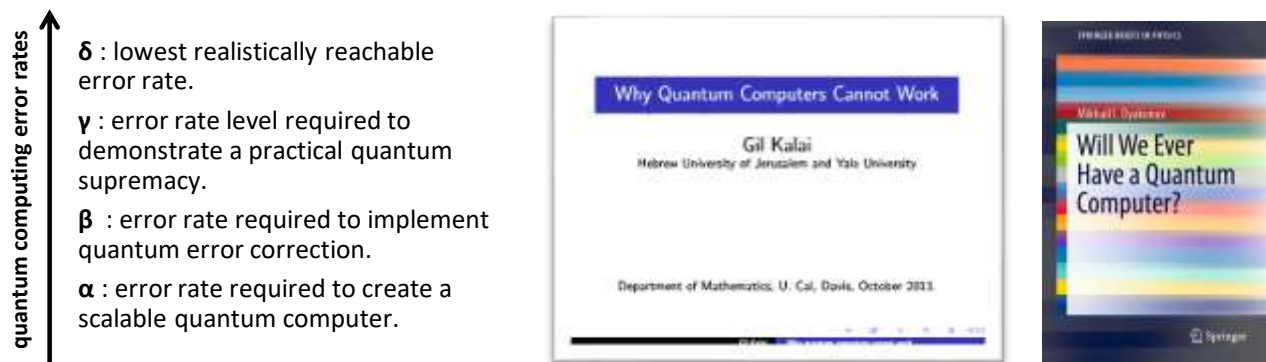 quantum computing error rates
δ : lowest realistically reachable
error rate.
γ : error rate level required to
demonstrate a practical quantum
supremacy.
β : error rate required to implement
quantum error correction.
α : error rate required to create a
scalable quantum computer.
Why Quantum Computers Cannot Work
Gil Kalai
Hebrew University of Jerusalem and Yale University
Department of Mathematics, U. Cal, Davis, October 2013.
SPRINGER BRIEFS IN PHYSICS
Mikhail I. Dyakonov
Will We Ever
Have a Quantum
Computer?
Springer